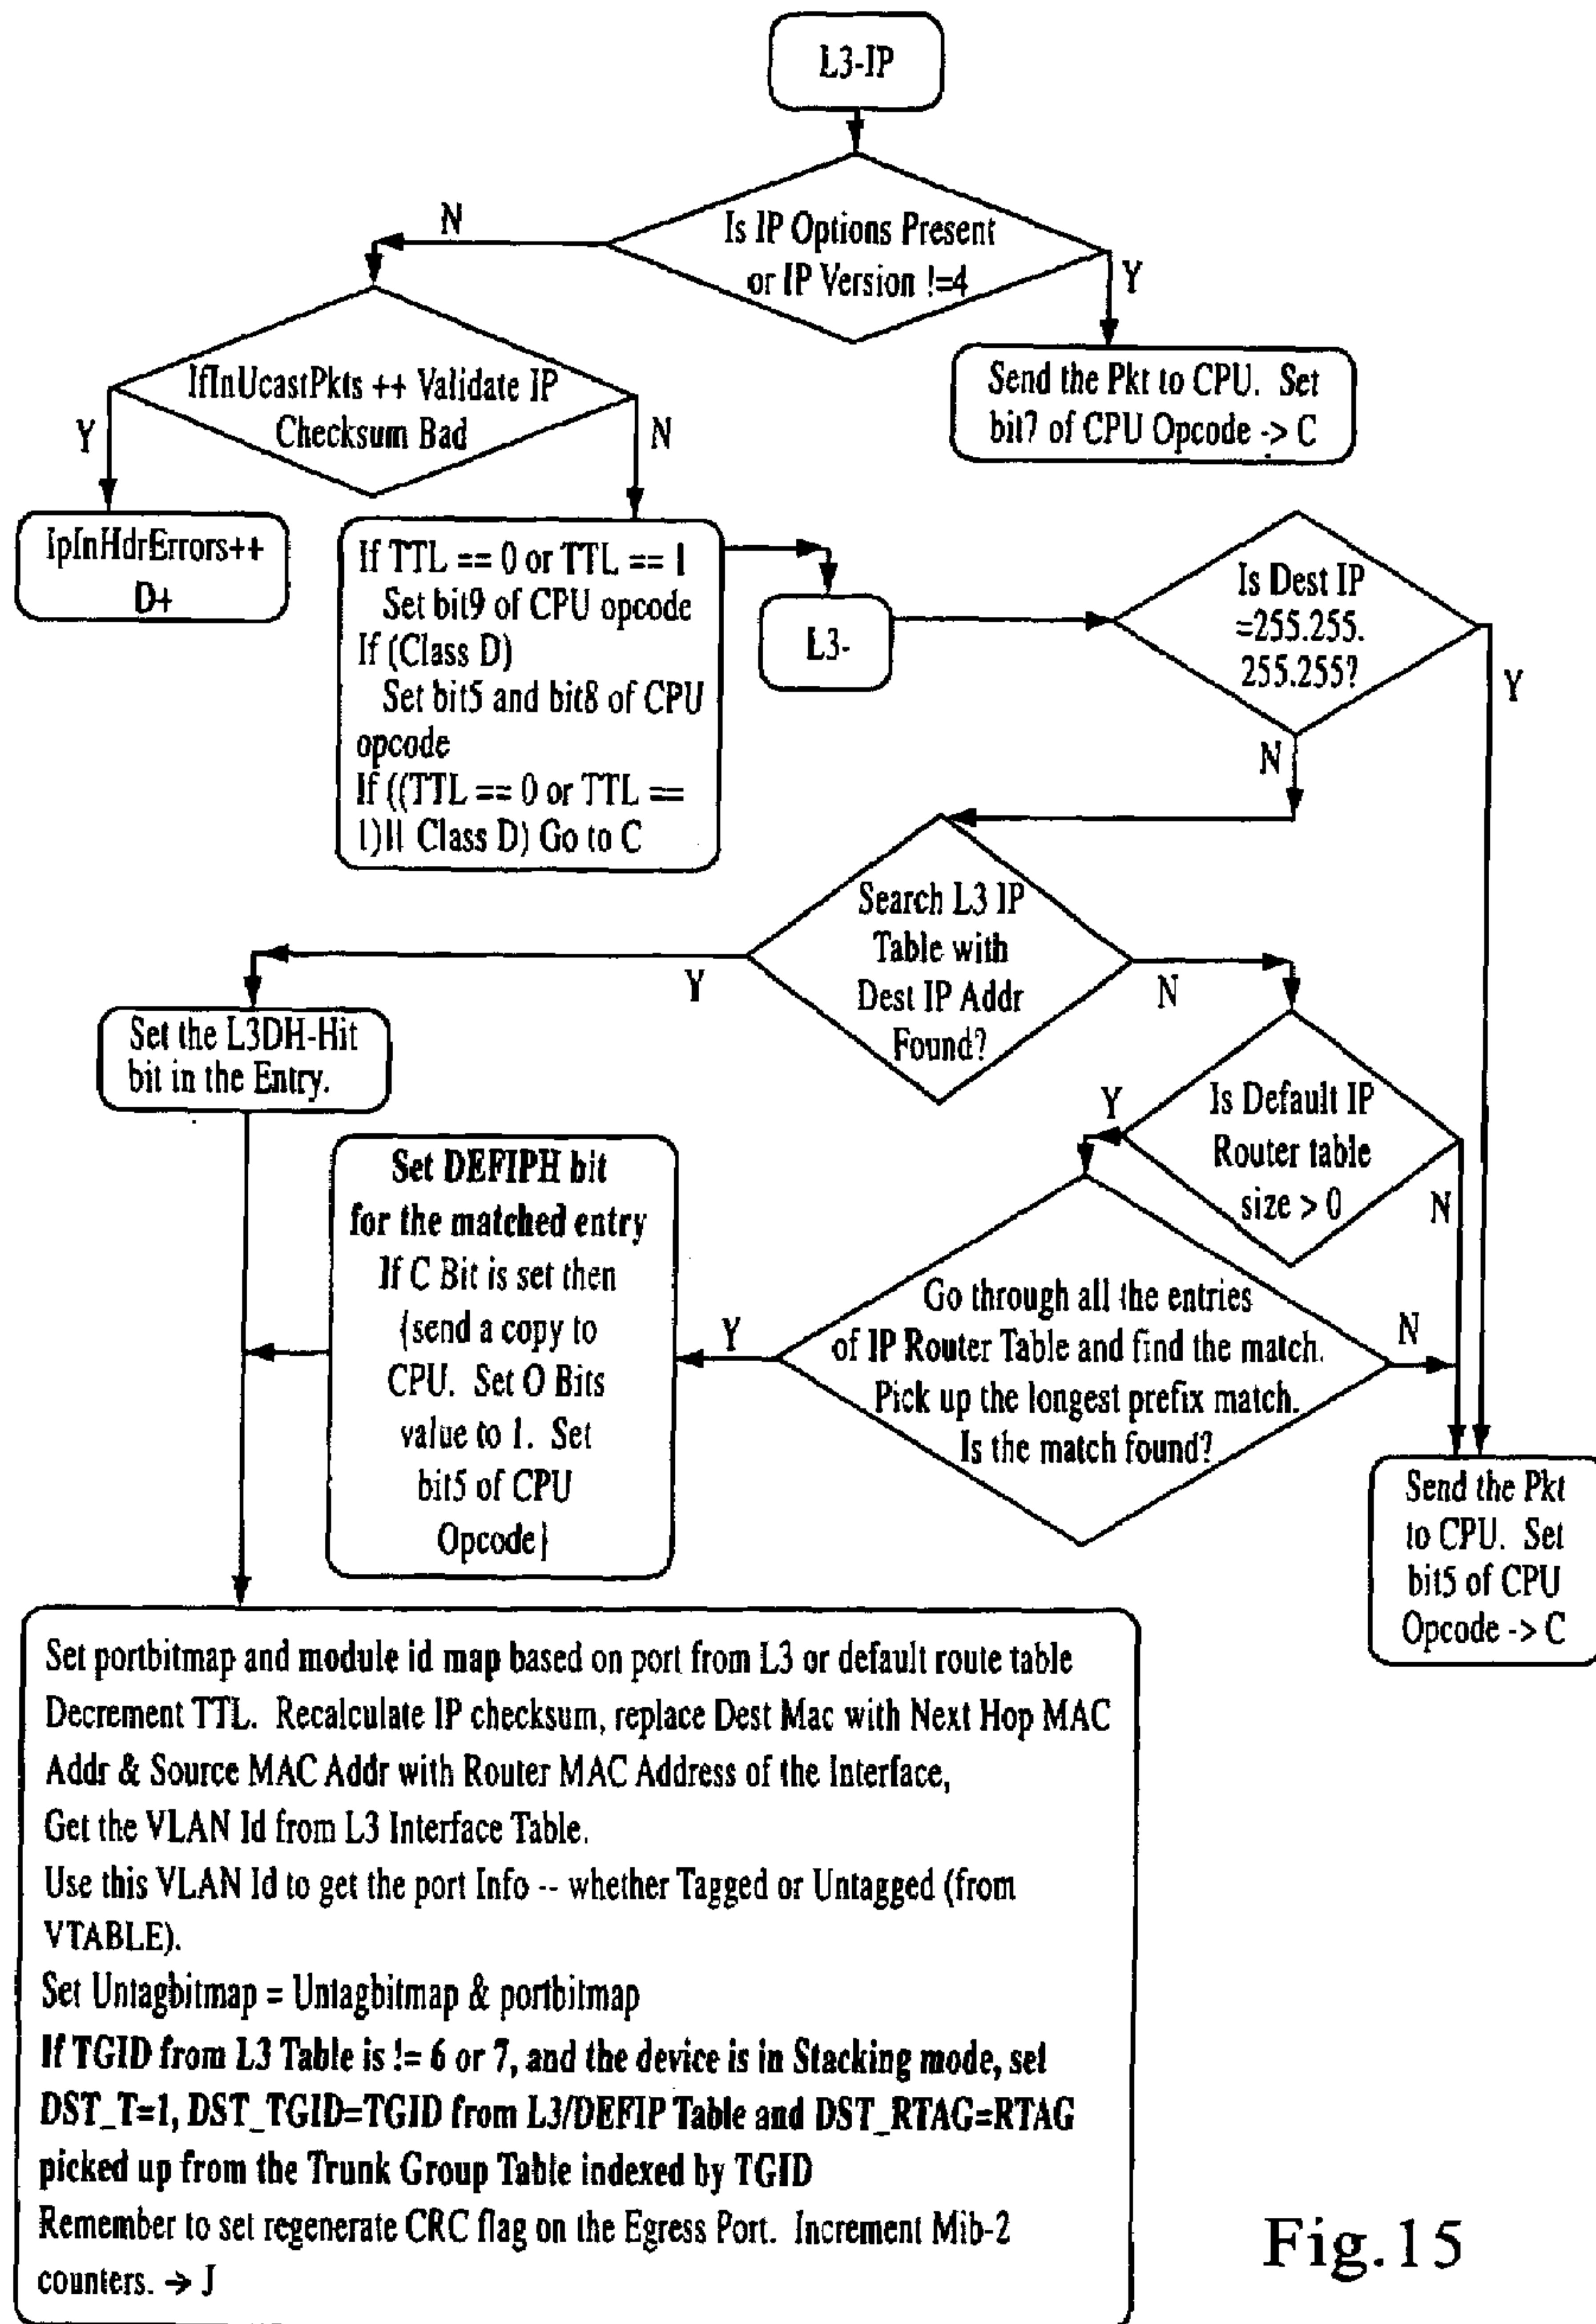 L3-IP
Is IP Options Present
or IP Version !=4
N
Y
Send the Pkt to CPU. Set
bit7 of CPU Opcode -> C
IfInUcastPkts ++ Validate IP
Checksum Bad
Y
N
IpInHdrErrors++
D+
If TTL == 0 or TTL == 1
Set bit9 of CPU opcode
If (Class D)
Set bit5 and bit8 of CPU
opcode
If ((TTL == 0 or TTL ==
1)|| Class D) Go to C
L3-
Is Dest IP
=255.255.
255.255?
Y
N
Search L3 IP
Table with
Dest IP Addr
Found?
Y
N
Set the L3DH-Hit
bit in the Entry.
Is Default IP
Router table
size > 0
Y
N
Set DEFIPH bit
for the matched entry
If C Bit is set then
{send a copy to
CPU. Set O Bits
value to 1. Set
bit5 of CPU
Opcode}
Y
Go through all the entries
of IP Router Table and find the match.
Pick up the longest prefix match.
Is the match found?
N
Send the Pkt
to CPU. Set
bit5 of CPU
Opcode -> C
Set portbitmap and module id map based on port from L3 or default route table
Decrement TTL. Recalculate IP checksum, replace Dest Mac with Next Hop MAC
Addr & Source MAC Addr with Router MAC Address of the Interface,
Get the VLAN Id from L3 Interface Table.
Use this VLAN Id to get the port Info -- whether Tagged or Untagged (from
VTABLE).
Set Untagbitmap = Untagbitmap & portbitmap
If TGID from L3 Table is != 6 or 7, and the device is in Stacking mode, set
DST_T=1, DST_TGID=TGID from L3/DEFIP Table and DST_RTAG=RTAG
picked up from the Trunk Group Table indexed by TGID
Remember to set regenerate CRC flag on the Egress Port. Increment Mib-2
counters. → J
Fig.15